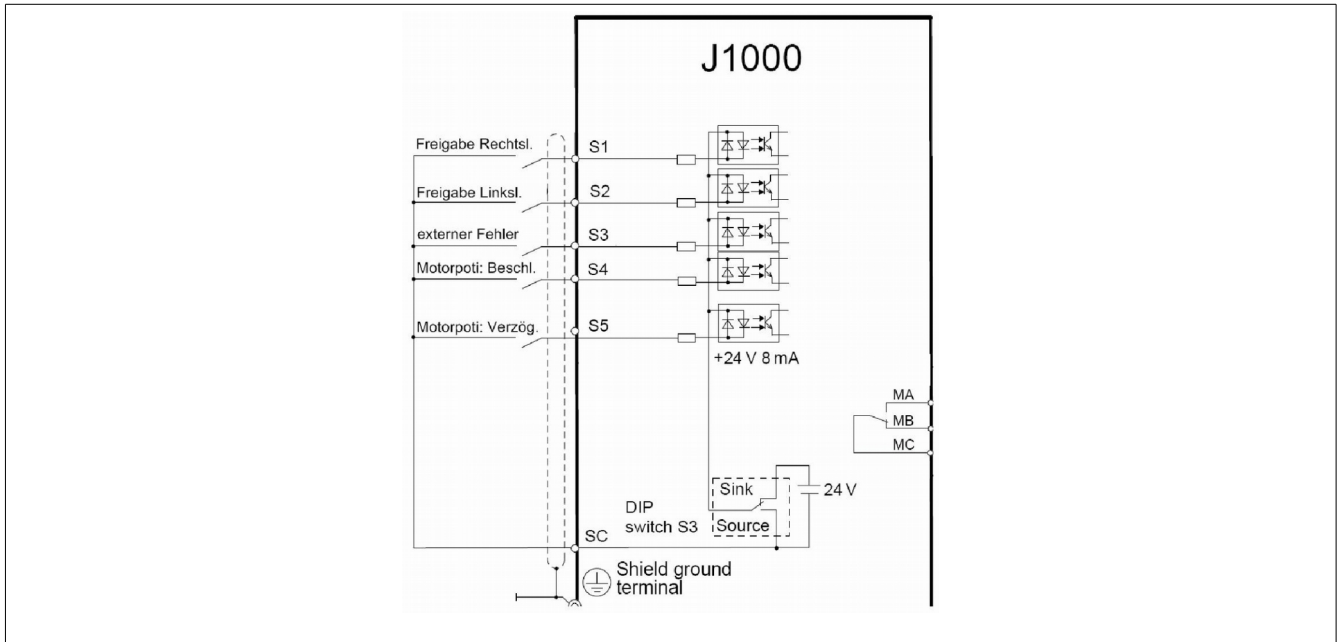 J1000
Freigabe Rechtsl.
S1
Freigabe Linksl.
S2
externer Fehler
S3
Motorpoti: Beschl.
S4
Motorpoti: Verzög.
S5
+24 V 8 mA
MA
MB
MC
Sink
24 V
DIP
switch S3
Source
SC
Shield ground
terminal